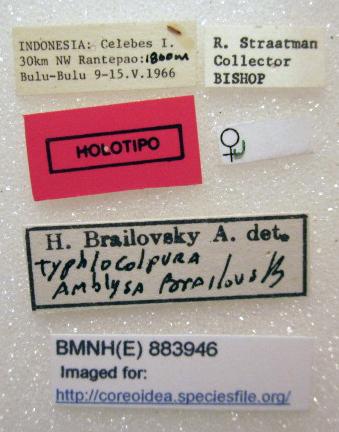 INDONESIA: Celebes I.
30km NW Rantepao:1800m
Bulu-Bulu 9-15.V.1966
R. Straatman
Collector
BISHOP
HOLOTIPO
♀
H. Brailovsky A. det.
Typhlocolpura
Amblysa Brailovsky
BMNH(E) 883946
Imaged for:
http://coreoidea.speciesfile.org/